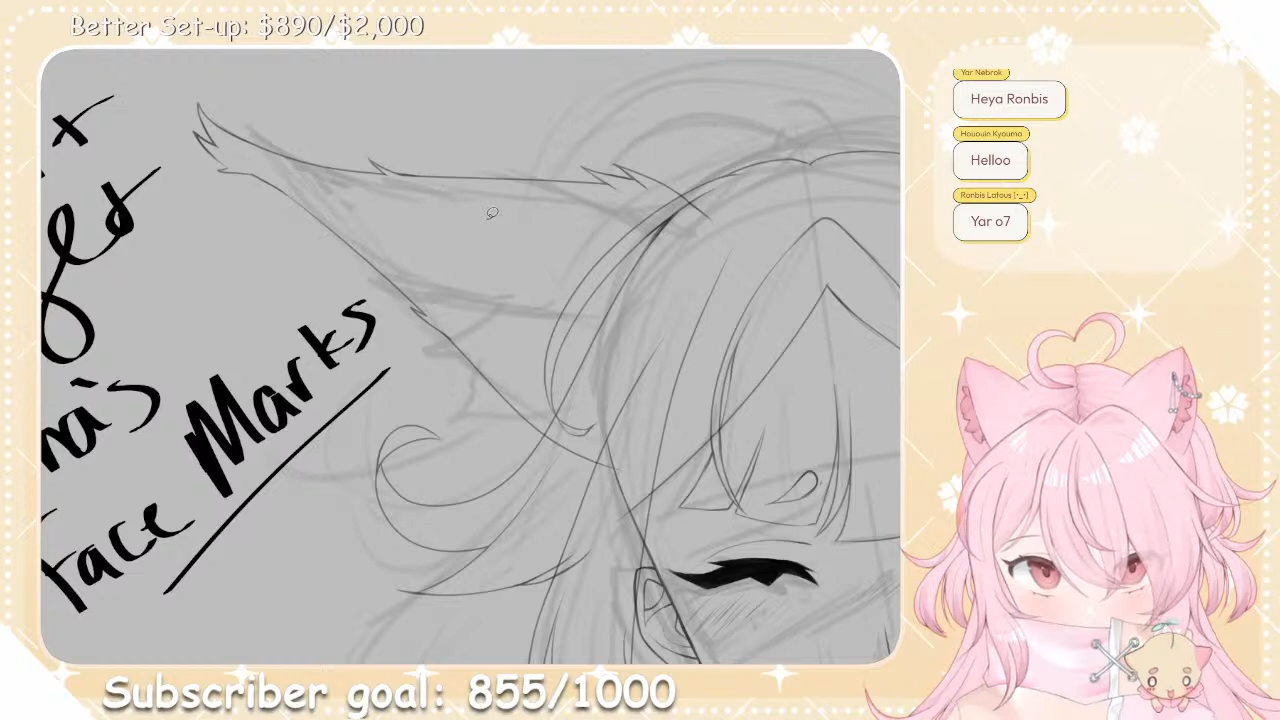 Better Set-up: $890/$2,000
Yar Nebrok
Heya Ronbis
Hououin Kyouma
Helloo
Ronbis Latous [•_•]
Yar o7
Face Marks
Subscriber goal: 855/1000